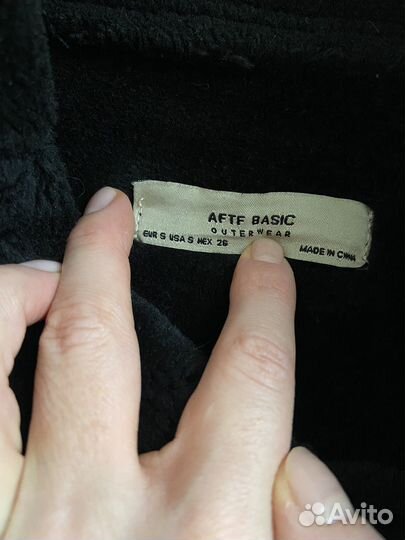 AFTF BASIC
OUTERWEAR
EUR S USA S MEX 26
MADE IN CHINA
Avito